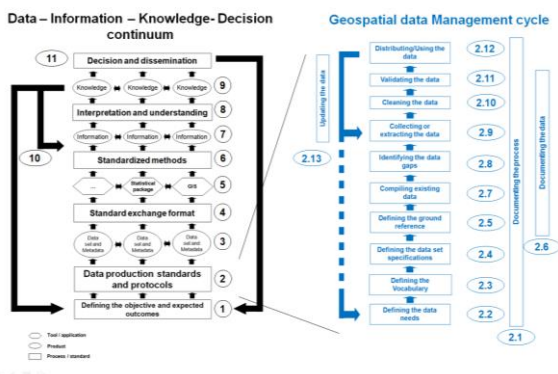 Data – Information – Knowledge- Decision
continuum
11
Decision and dissemination
Knowledge
Knowledge
Knowledge
9
Interpretation and understanding
8
Information
Information
Information
7
10
Standardized methods
6
...
Statistical
package
GIS
5
Standard exchange format
4
Data
set and
Metadata
Data
set and
Metadata
Data
set and
Metadata
3
Data production standards
and protocols
2
Defining the objective and expected
outcomes
1
Tool / application
Product
Process / standard
Geospatial data Management cycle
Distributing/Using the
data
2.12
Validating the data
2.11
Cleaning the data
2.10
Collecting or
extracting the data
2.9
Identifying the data
gaps
2.8
Compiling existing
data
2.7
Defining the ground
reference
2.5
Defining the data set
specifications
2.4
Defining the
Vocabulary
2.3
Defining the data
needs
2.2
Updating the data
2.13
Documenting the process
2.1
Documenting the data
2.6